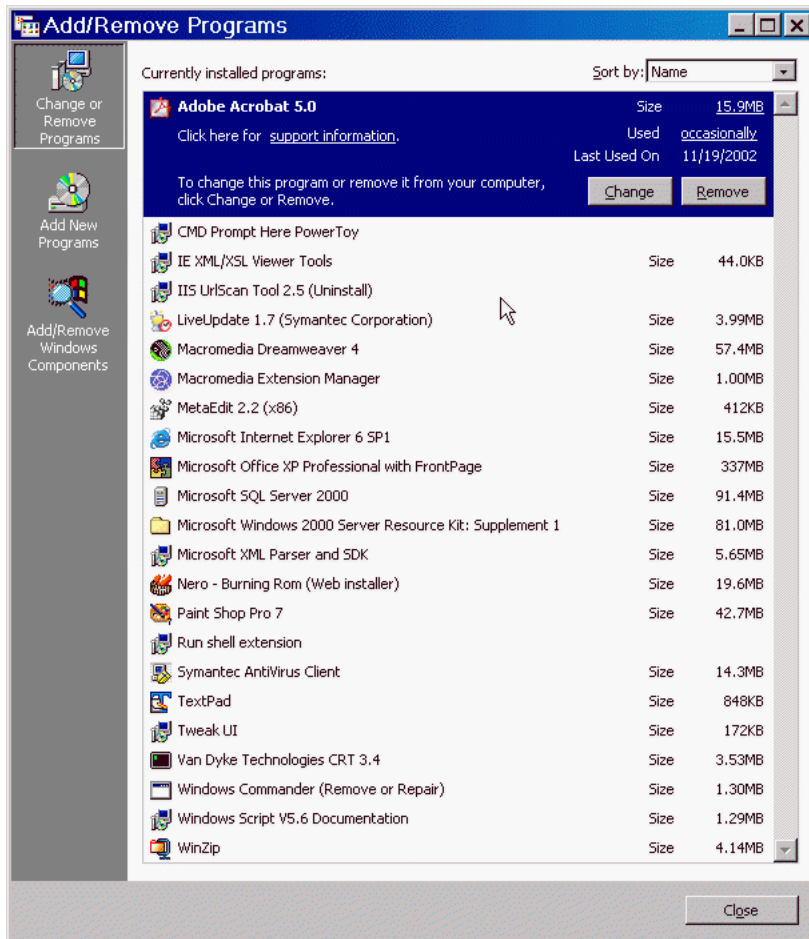 Add/Remove Programs
Change or
Remove
Programs
Add New
Programs
Add/Remove
Windows
Components
Currently installed programs:
Sort by: Name
Adobe Acrobat 5.0 Size 15.9MB
Click here for support information. Used occasionally
Last Used On 11/19/2002
To change this program or remove it from your computer,
click Change or Remove.
Change Remove
CMD Prompt Here PowerToy
IE XML/XSL Viewer Tools Size 44.0KB
IIS UrlScan Tool 2.5 (Uninstall)
LiveUpdate 1.7 (Symantec Corporation) Size 3.99MB
Macromedia Dreamweaver 4 Size 57.4MB
Macromedia Extension Manager Size 1.00MB
MetaEdit 2.2 (x86) Size 412KB
Microsoft Internet Explorer 6 SP1 Size 15.5MB
Microsoft Office XP Professional with FrontPage Size 337MB
Microsoft SQL Server 2000 Size 91.4MB
Microsoft Windows 2000 Server Resource Kit: Supplement 1 Size 81.0MB
Microsoft XML Parser and SDK Size 5.65MB
Nero - Burning Rom (Web installer) Size 19.6MB
Paint Shop Pro 7 Size 42.7MB
Run shell extension
Symantec AntiVirus Client Size 14.3MB
TextPad Size 848KB
Tweak UI Size 172KB
Van Dyke Technologies CRT 3.4 Size 3.53MB
Windows Commander (Remove or Repair) Size 1.30MB
Windows Script V5.6 Documentation Size 1.29MB
WinZip Size 4.14MB
Close